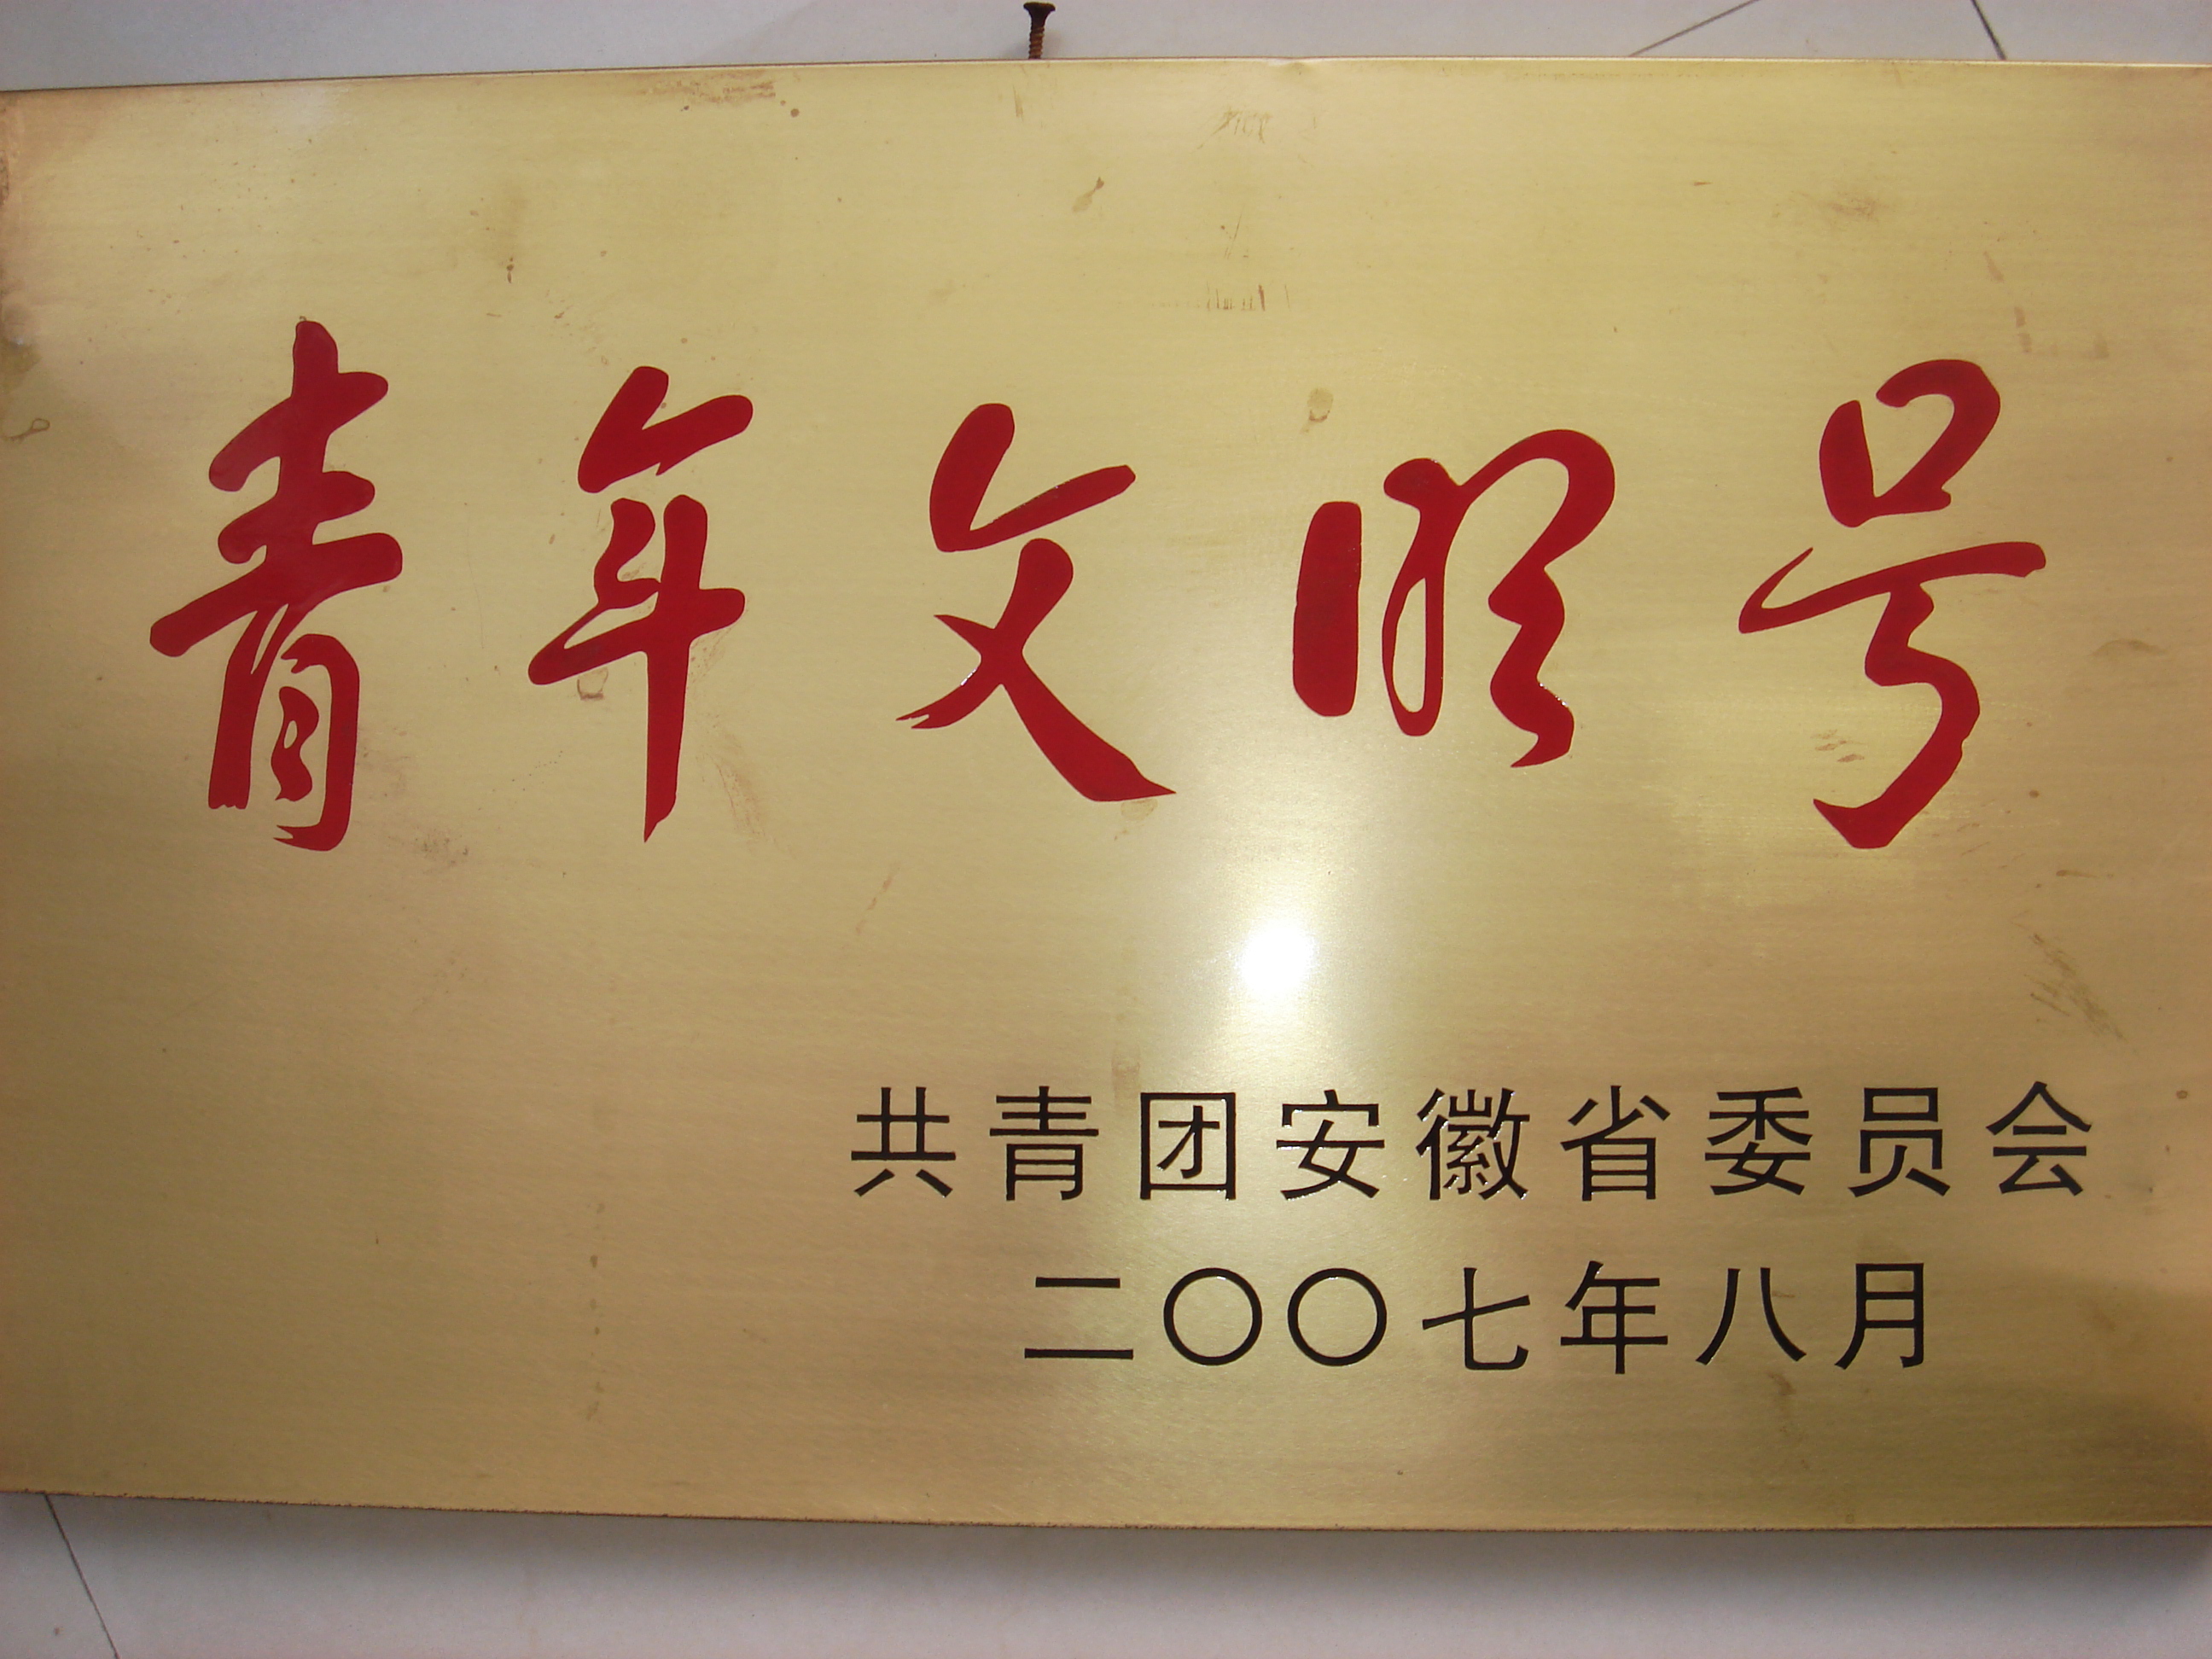 青年文明号
共青团安徽省委员会
二〇〇七年八月